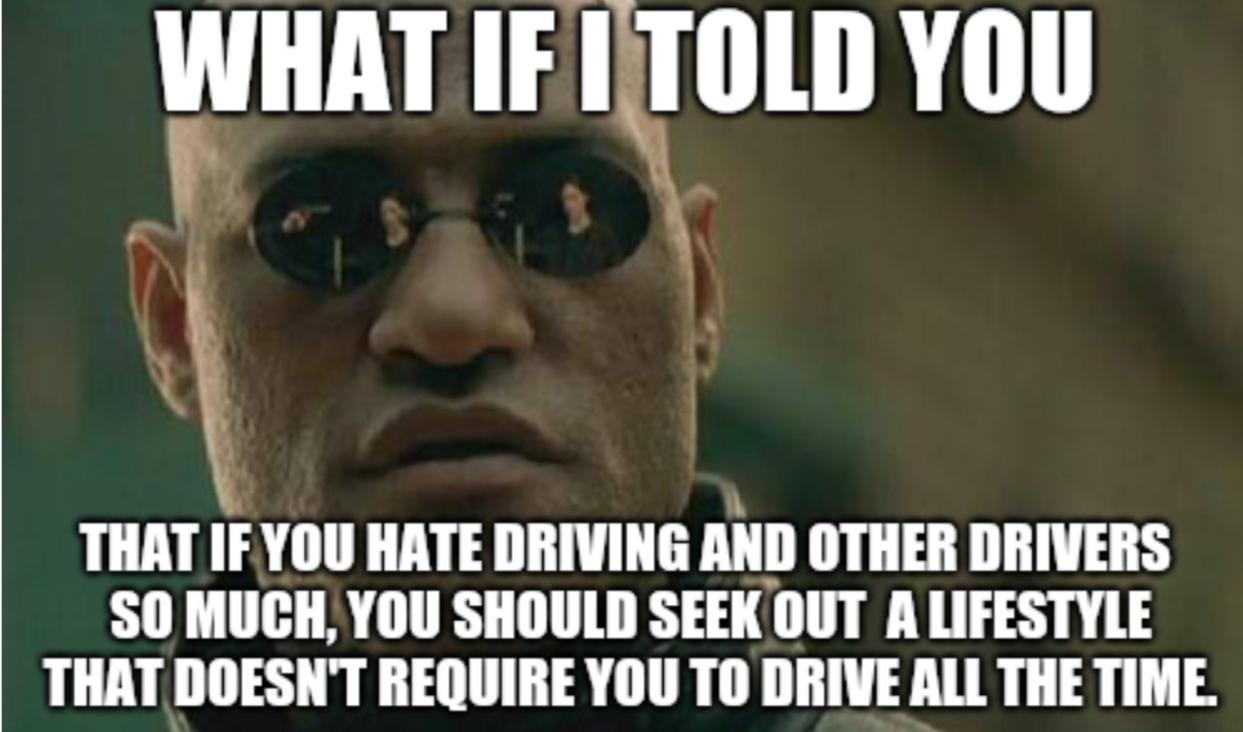 WHAT IF I TOLD YOU
THAT IF YOU HATE DRIVING AND OTHER DRIVERS
SO MUCH, YOU SHOULD SEEK OUT A LIFESTYLE
THAT DOESN'T REQUIRE YOU TO DRIVE ALL THE TIME.